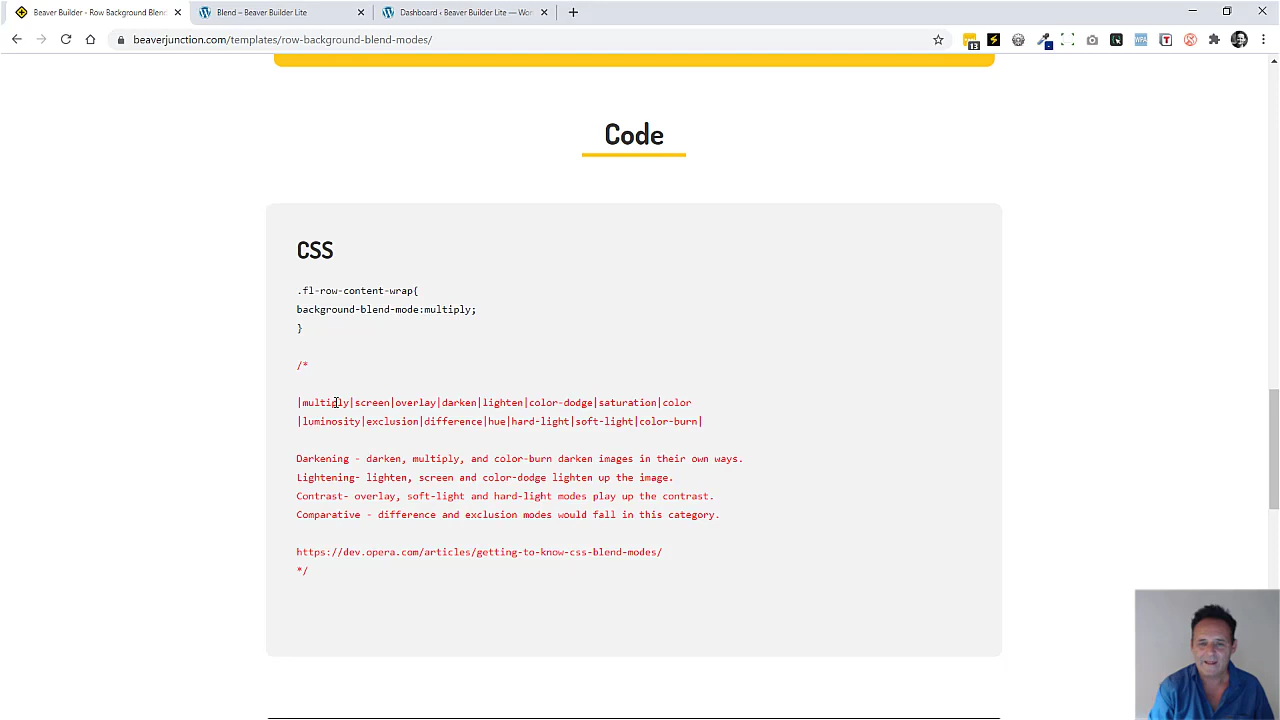 Beaver Builder - Row Background Blen
Blend – Beaver Builder Lite
Dashboard ‹ Beaver Builder Lite — Wor
beaverjunction.com/templates/row-background-blend-modes/
13
Code
CSS
.fl-row-content-wrap{
background-blend-mode:multiply;
}
/*
|multiply|screen|overlay|darken|lighten|color-dodge|saturation|color
|luminosity|exclusion|difference|hue|hard-light|soft-light|color-burn|
Darkening - darken, multiply, and color-burn darken images in their own ways.
Lightening- lighten, screen and color-dodge lighten up the image.
Contrast- overlay, soft-light and hard-light modes play up the contrast.
Comparative - difference and exclusion modes would fall in this category.
https://dev.opera.com/articles/getting-to-know-css-blend-modes/
*/